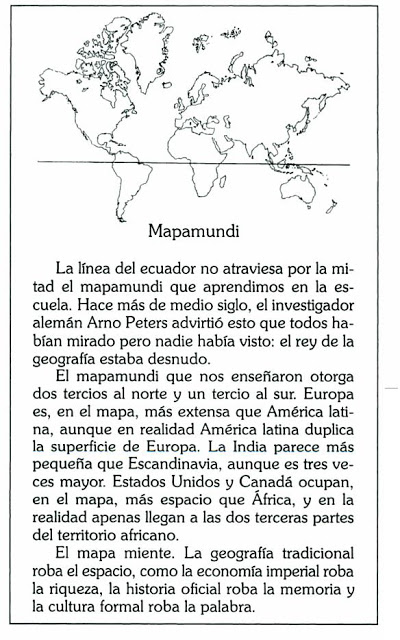 Mapamundi
La línea del ecuador no atraviesa por la mi-
tad el mapamundi que aprendimos en la es-
cuela. Hace más de medio siglo, el investigador
alemán Arno Peters advirtió esto que todos ha-
bían mirado pero nadie había visto: el rey de la
geografía estaba desnudo.
El mapamundi que nos enseñaron otorga
dos tercios al norte y un tercio al sur. Europa
es, en el mapa, más extensa que América lati-
na, aunque en realidad América latina duplica
la superficie de Europa. La India parece más
pequeña que Escandinavia, aunque es tres ve-
ces mayor. Estados Unidos y Canadá ocupan,
en el mapa, más espacio que África, y en la
realidad apenas llegan a las dos terceras partes
del territorio africano.
El mapa miente. La geografía tradicional
roba el espacio, como la economía imperial roba
la riqueza, la historia oficial roba la memoria y
la cultura formal roba la palabra.